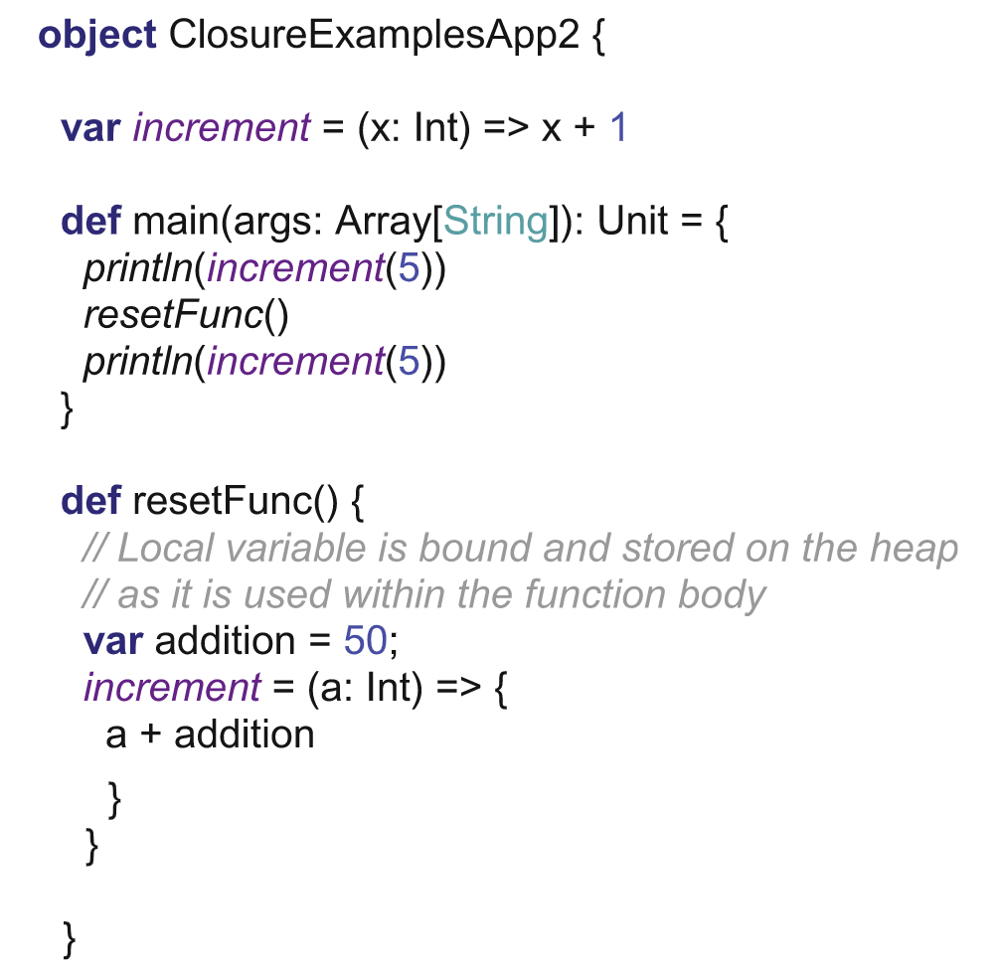 object ClosureExamplesApp2 {
var increment = (x: Int) => x + 1
def main(args: Array[String]): Unit = {
println(increment(5))
resetFunc()
println(increment(5))
}
def resetFunc() {
// Local variable is bound and stored on the heap
// as it is used within the function body
var addition = 50;
increment = (a: Int) => {
a + addition
}
}
}